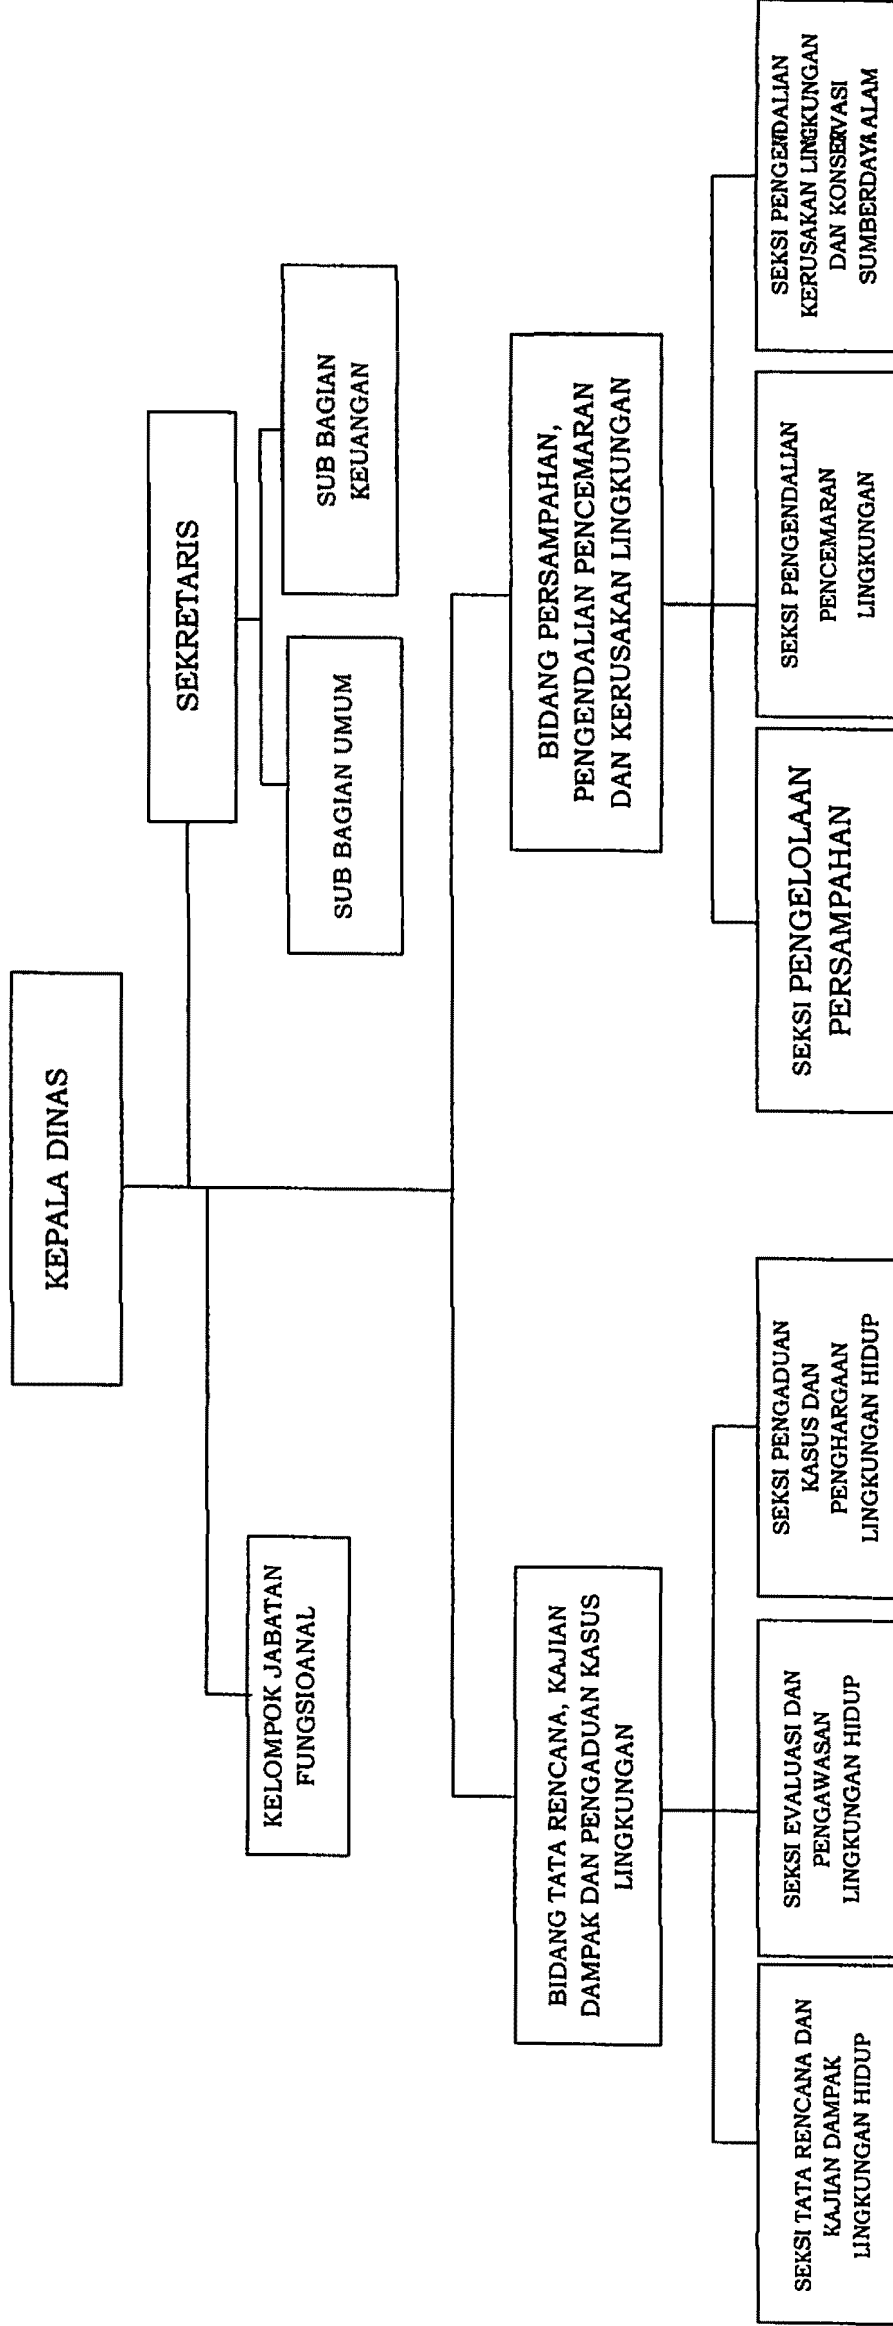 KEPALA DINAS
SEKRETARIS
SUB BAGIAN UMUM
SUB BAGIAN
KEUANGAN
KELOMPOK JABATAN
FUNGSIOANAL
BIDANG TATA RENCANA, KAJIAN
DAMPAK DAN PENGADUAN KASUS
LINGKUNGAN
BIDANG PERSAMPAHAN,
PENGENDALIAN PENCEMARAN
DAN KERUSAKAN LINGKUNGAN
SEKSI TATA RENCANA DAN
KAJIAN DAMPAK
LINGKUNGAN HIDUP
SEKSI EVALUASI DAN
PENGAWASAN
LINGKUNGAN HIDUP
SEKSI PENGADUAN
KASUS DAN
PENGHARGAAN
LINGKUNGAN HIDUP
SEKSI PENGELOLAAN
PERSAMPAHAN
SEKSI PENGENDALIAN
PENCEMARAN
LINGKUNGAN
SEKSI PENGENDALIAN
KERUSAKAN LINGKUNGAN
DAN KONSERVASI
SUMBERDAYA ALAM